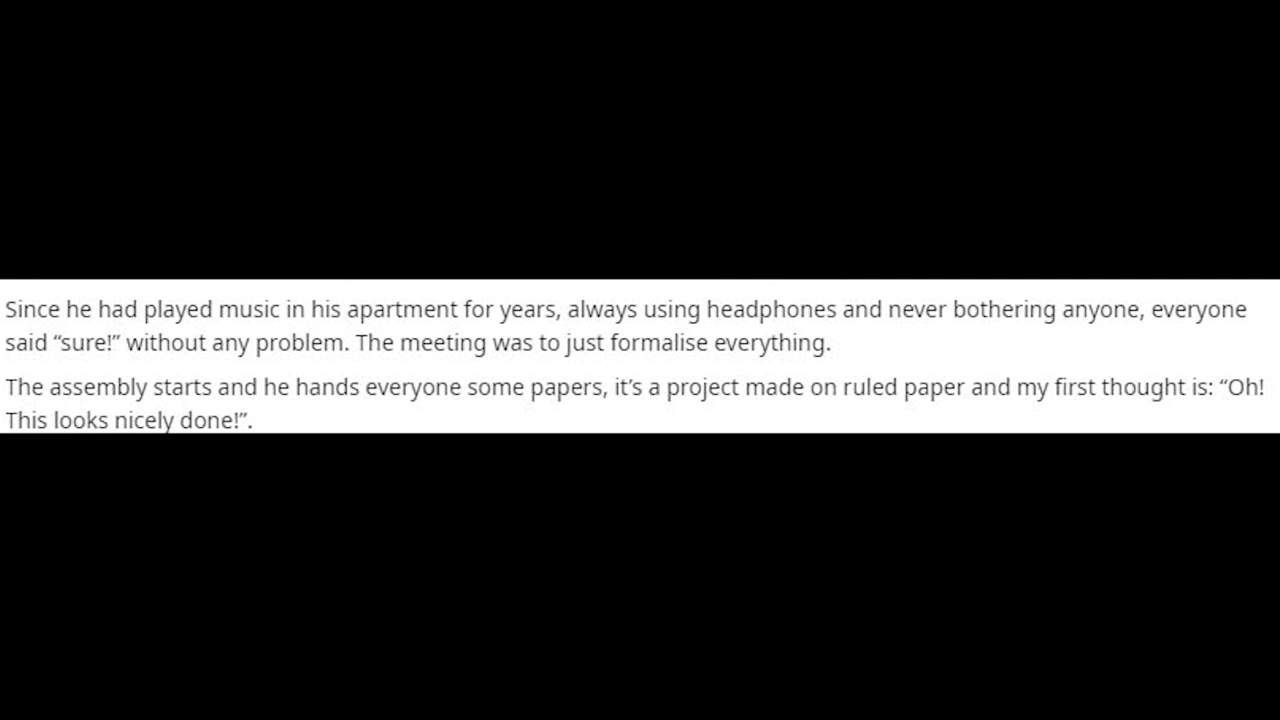 Since he had played music in his apartment for years, always using headphones and never bothering anyone, everyone
said “sure!” without any problem. The meeting was to just formalise everything.
The assembly starts and he hands everyone some papers, it’s a project made on ruled paper and my first thought is: “Oh!
This looks nicely done!”.